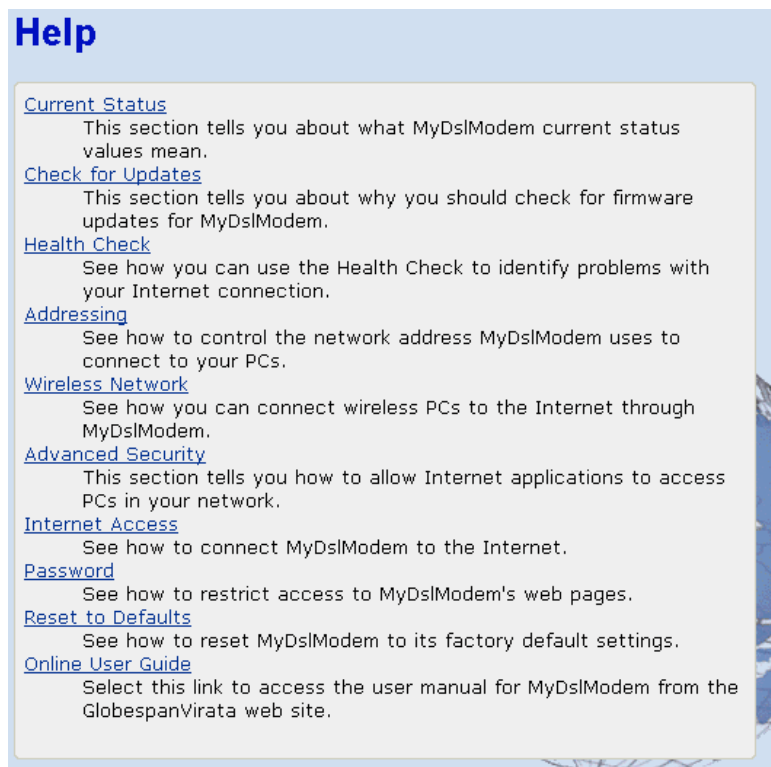 Help
Current Status
This section tells you about what MyDslModem current status
values mean.
Check for Updates
This section tells you about why you should check for firmware
updates for MyDslModem.
Health Check
See how you can use the Health Check to identify problems with
your Internet connection.
Addressing
See how to control the network address MyDslModem uses to
connect to your PCs.
Wireless Network
See how you can connect wireless PCs to the Internet through
MyDslModem.
Advanced Security
This section tells you how to allow Internet applications to access
PCs in your network.
Internet Access
See how to connect MyDslModem to the Internet.
Password
See how to restrict access to MyDslModem's web pages.
Reset to Defaults
See how to reset MyDslModem to its factory default settings.
Online User Guide
Select this link to access the user manual for MyDslModem from the
GlobespanVirata web site.